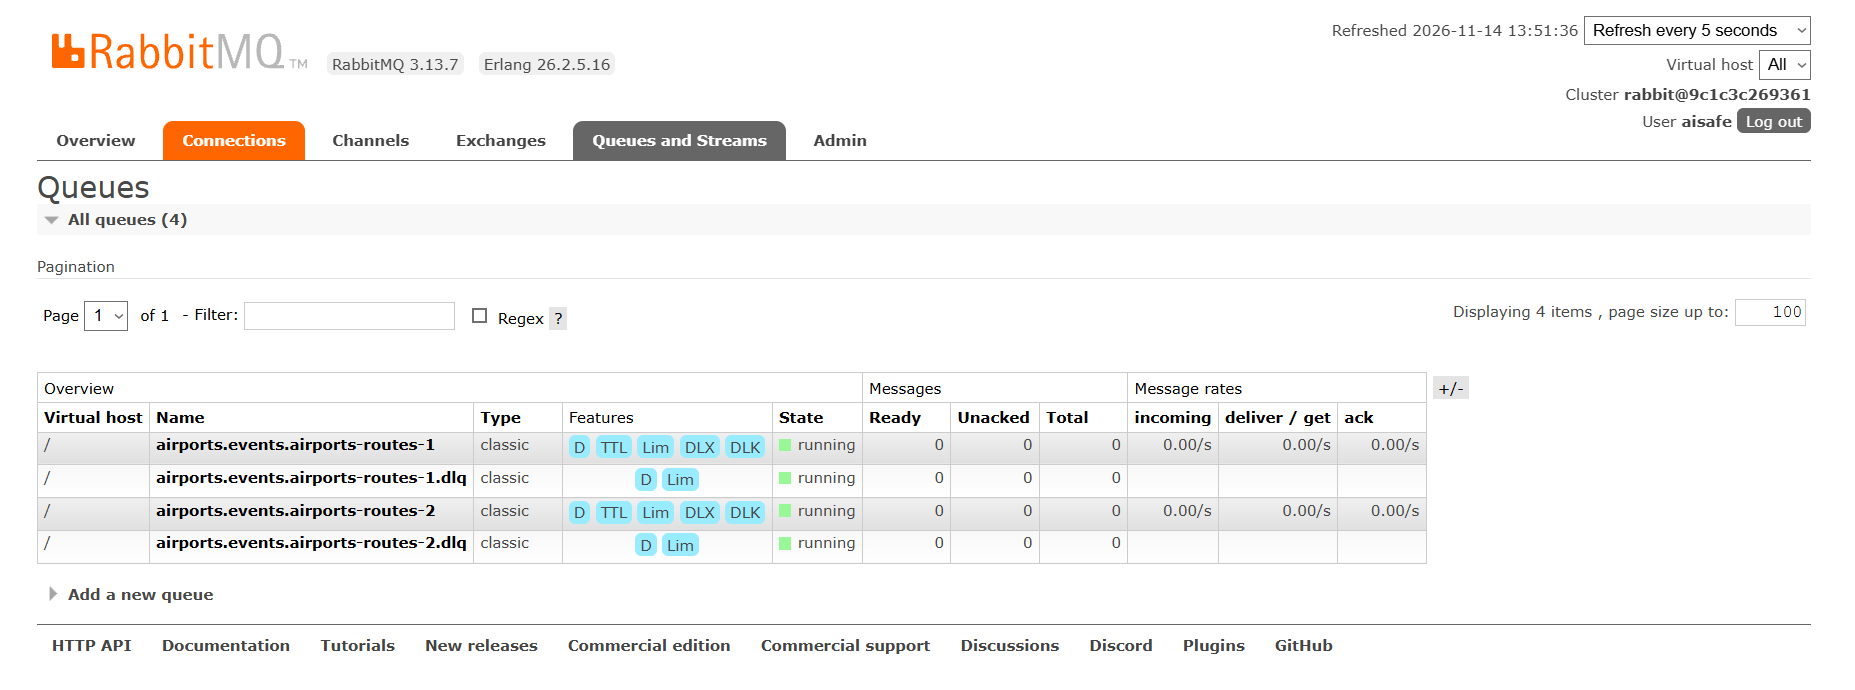 RabbitMQ TM RabbitMQ 3.13.7 Erlang 26.2.5.16
Refreshed 2026-11-14 13:51:36 Refresh every 5 seconds
Virtual host All
Cluster rabbit@9c1c3c269361
User aisafe Log out
Overview Connections Channels Exchanges Queues and Streams Admin
Queues
All queues (4)
Pagination
Page 1 of 1 - Filter: Regex ? Displaying 4 items , page size up to: 100
Overview Messages Message rates +/-
Virtual host Name Type Features State Ready Unacked Total incoming deliver / get ack
/ airports.events.airports-routes-1 classic D TTL Lim DLX DLK running 0 0 0 0.00/s 0.00/s 0.00/s
/ airports.events.airports-routes-1.dlq classic D Lim running 0 0 0
/ airports.events.airports-routes-2 classic D TTL Lim DLX DLK running 0 0 0 0.00/s 0.00/s 0.00/s
/ airports.events.airports-routes-2.dlq classic D Lim running 0 0 0
Add a new queue
HTTP API Documentation Tutorials New releases Commercial edition Commercial support Discussions Discord Plugins GitHub